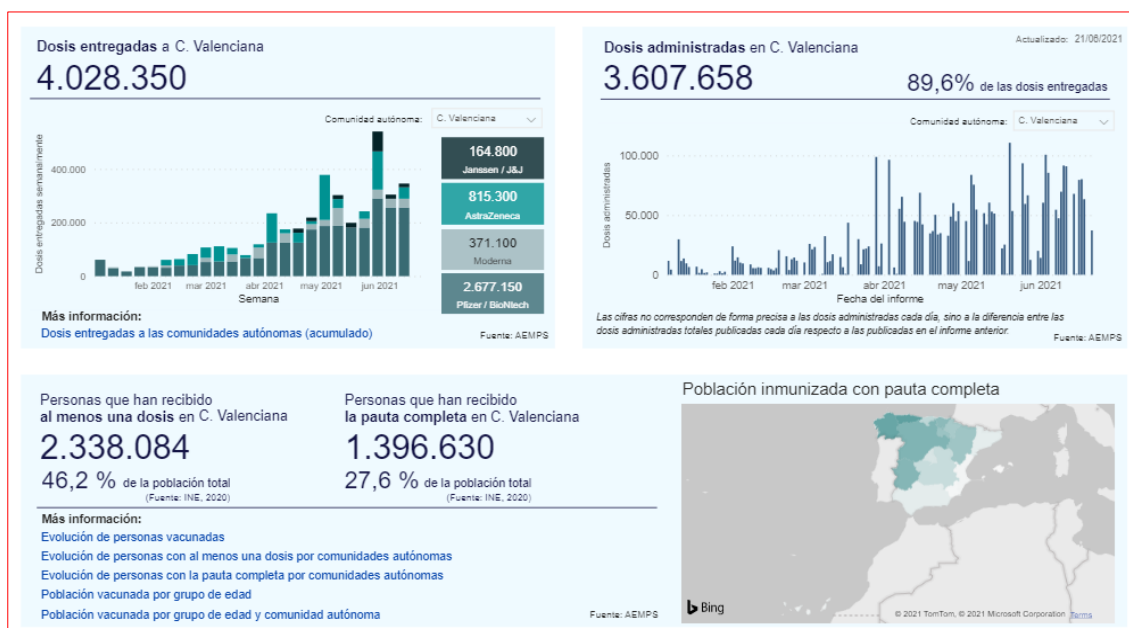 Dosis entregadas a C. Valenciana
4.028.350
Comunidad autónoma: C. Valenciana
Dosis entregadas semanalmente
400.000
200.000
0
feb 2021 mar 2021 abr 2021 may 2021 jun 2021
Semana
164.800
Janssen / J&J
815.300
AstraZeneca
371.100
Moderna
2.677.150
Pfizer / BioNtech
Más información:
Dosis entregadas a las comunidades autónomas (acumulado)
Fuente: AEMPS
Actualizado: 21/06/2021
Dosis administradas en C. Valenciana
3.607.658
89,6% de las dosis entregadas
Comunidad autónoma: C. Valenciana
Dosis administradas
100.000
50.000
0
feb 2021 mar 2021 abr 2021 may 2021 jun 2021
Fecha del informe
Las cifras no corresponden de forma precisa a las dosis administradas cada día, sino a la diferencia entre las
dosis administradas totales publicadas cada día respecto a las publicadas en el informe anterior.
Fuente: AEMPS
Personas que han recibido
al menos una dosis en C. Valenciana
2.338.084
46,2 % de la población total
(Fuente: INE, 2020)
Personas que han recibido
la pauta completa en C. Valenciana
1.396.630
27,6 % de la población total
(Fuente: INE, 2020)
Más información:
Evolución de personas vacunadas
Evolución de personas con al menos una dosis por comunidades autónomas
Evolución de personas con la pauta completa por comunidades autónomas
Población vacunada por grupo de edad
Población vacunada por grupo de edad y comunidad autónoma
Fuente: AEMPS
Población inmunizada con pauta completa
Bing
© 2021 TomTom, © 2021 Microsoft Corporation Terms